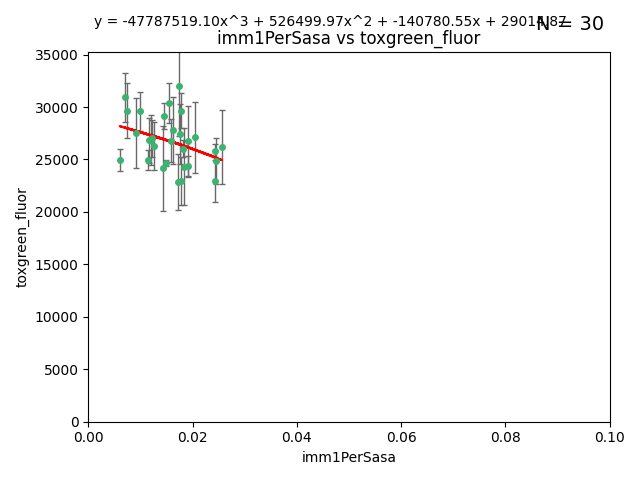 y = -47787519.10x^3 + 526499.97x^2 + -140780.55x + 29014.87
N = 30
imm1PerSasa vs toxgreen_fluor
35000
30000
25000
20000
15000
10000
5000
0
toxgreen_fluor
0.00 0.02 0.04 0.06 0.08 0.10
imm1PerSasa